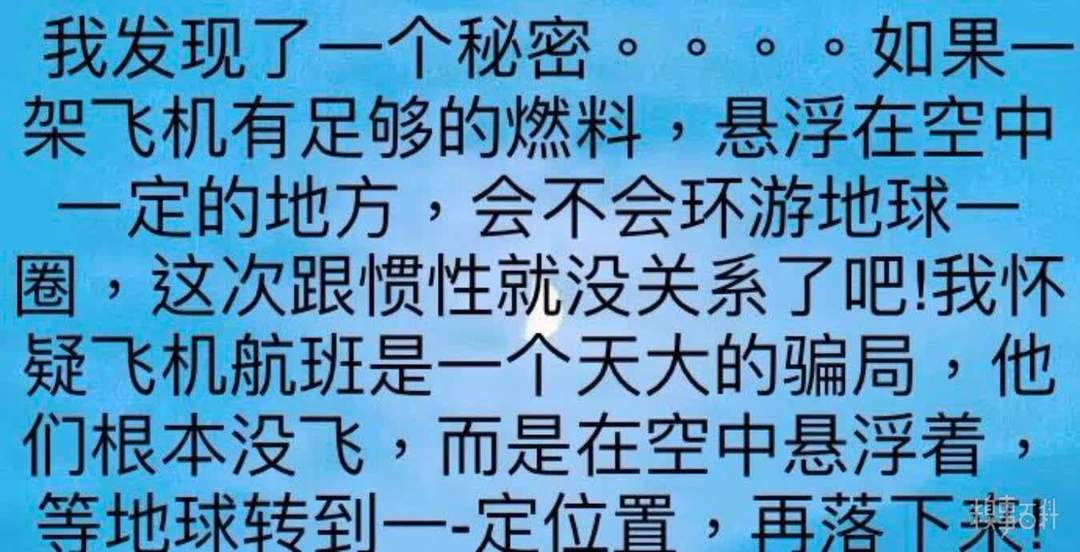 我发现了一个秘密。。。。如果一
架飞机有足够的燃料，悬浮在空中
一定的地方，会不会环游地球一
圈，这次跟惯性就没关系了吧!我怀
疑飞机航班是一个天大的骗局，他
们根本没飞，而是在空中悬浮着，
等地球转到一-定位置，再落下来!
糗事百科